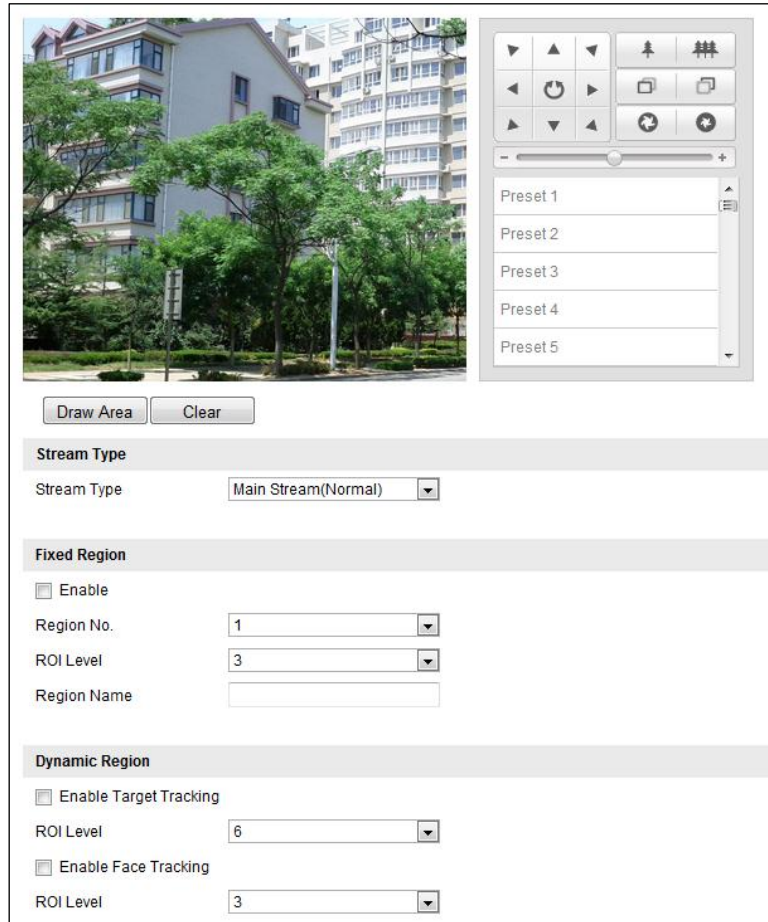 Preset 1
Preset 2
Preset 3
Preset 4
Preset 5
Draw Area Clear
Stream Type
Stream Type Main Stream(Normal)
Fixed Region
Enable
Region No. 1
ROI Level 3
Region Name
Dynamic Region
Enable Target Tracking
ROI Level 6
Enable Face Tracking
ROI Level 3